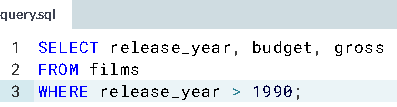 query.sql
1 SELECT release_year, budget, gross
2 FROM films
3 WHERE release_year > 1990;